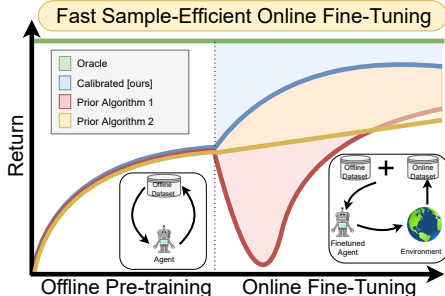 Fast Sample-Efficient Online Fine-Tuning
Return
Oracle
Calibrated [ours]
Prior Algorithm 1
Prior Algorithm 2
Offline
Dataset
Agent
Offline
Dataset
+
Online
Dataset
Finetuned
Agent
Environment
Offline Pre-training
Online Fine-Tuning